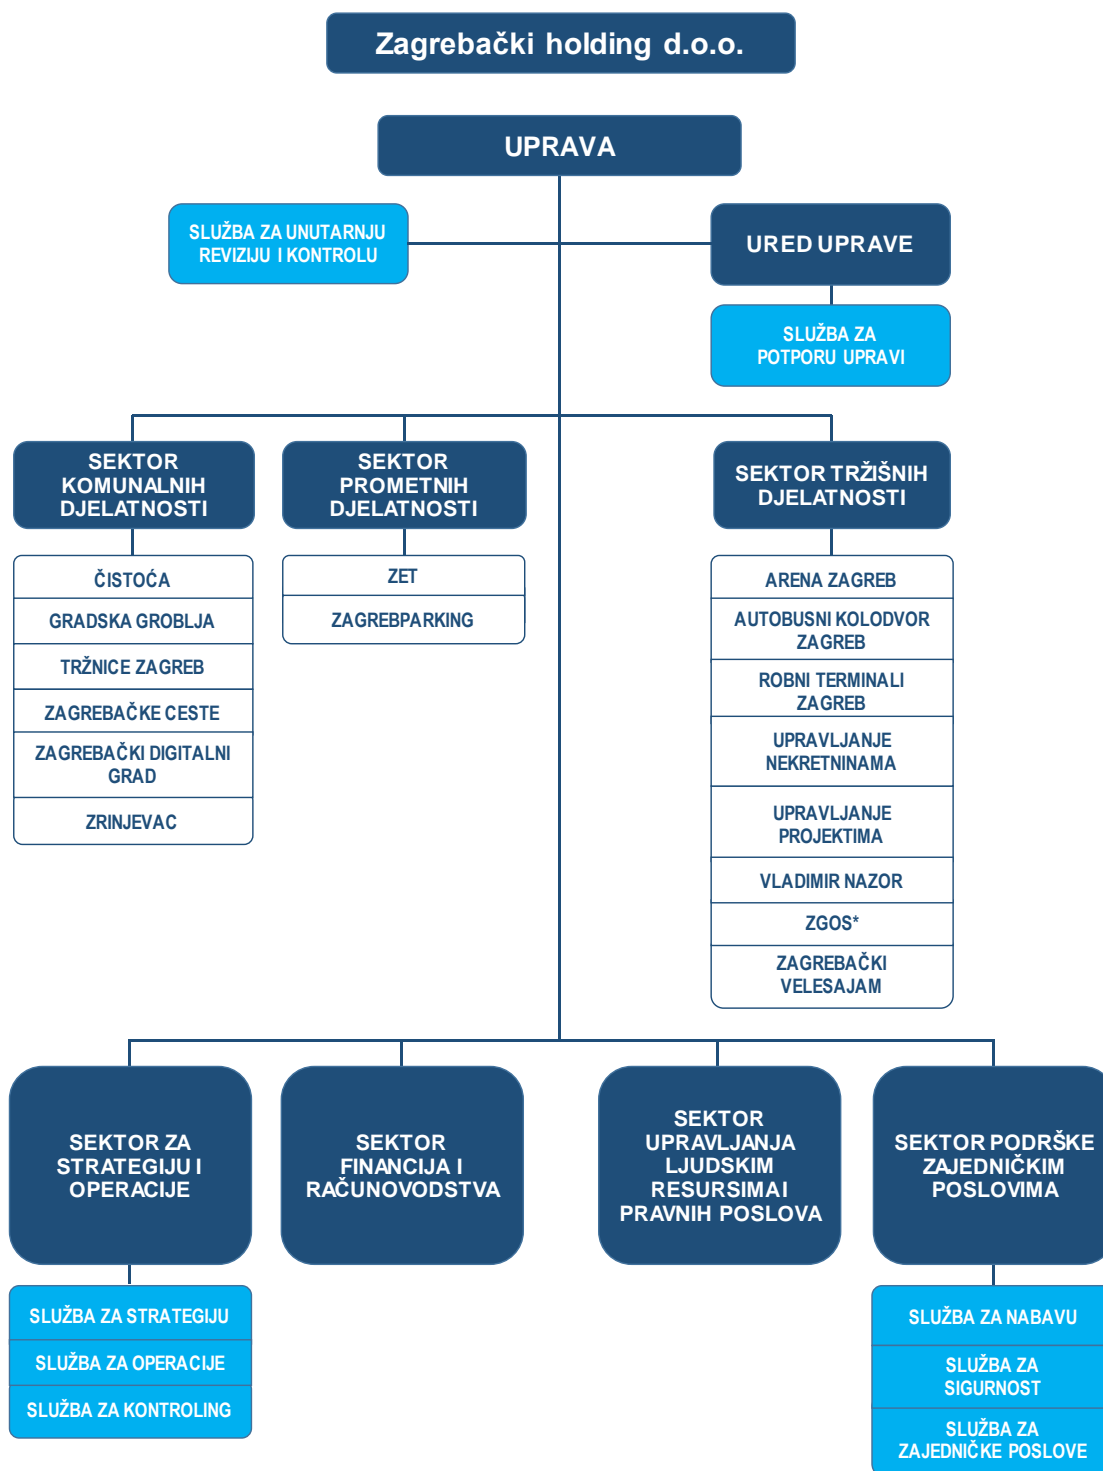 Zagrebački holding d.o.o.
UPRAVA
SLUŽBA ZA UNUTARNJU
REVIZIJU I KONTROLU
URED UPRAVE
SLUŽBA ZA
POTPORU UPRAVI
SEKTOR
KOMUNALNIH
DJELATNOSTI
SEKTOR
PROMETNIH
DJELATNOSTI
SEKTOR TRŽIŠNIH
DJELATNOSTI
ČISTOĆA
GRADSKA GROBLJA
TRŽNICE ZAGREB
ZAGREBAČKE CESTE
ZAGREBAČKI DIGITALNI
GRAD
ZRINJEVAC
ZET
ZAGREBPARKING
ARENA ZAGREB
AUTOBUSNI KOLODVOR
ZAGREB
ROBNI TERMINALI
ZAGREB
UPRAVLJANJE
NEKRETNINAMA
UPRAVLJANJE
PROJEKTIMA
VLADIMIR NAZOR
ZGOS*
ZAGREBAČKI
VELESAJAM
SEKTOR ZA
STRATEGIJU I
OPERACIJE
SEKTOR
FINANCIJA I
RAČUNOVODSTVA
SEKTOR
UPRAVLJANJA
LJUDSKIM
RESURSIMA I
PRAVNIH POSLOVA
SEKTOR PODRŠKE
ZAJEDNIČKIM
POSLOVIMA
SLUŽBA ZA STRATEGIJU
SLUŽBA ZA OPERACIJE
SLUŽBA ZA KONTROLING
SLUŽBA ZA NABAVU
SLUŽBA ZA
SIGURNOST
SLUŽBA ZA
ZAJEDNIČKE POSLOVE